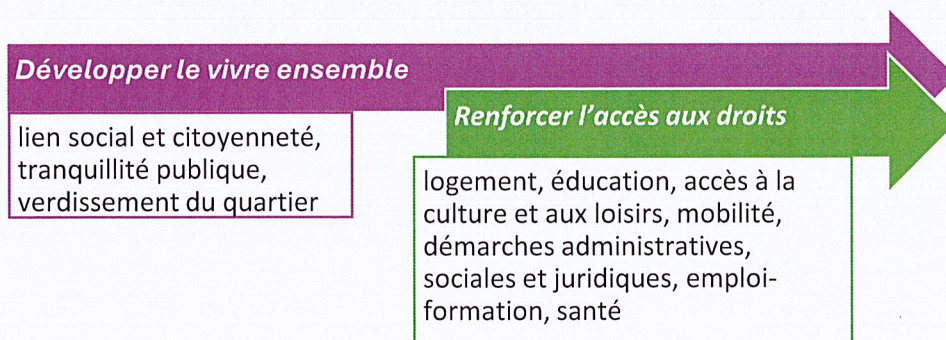 Développer le vivre ensemble
lien social et citoyenneté,
tranquillité publique,
verdissement du quartier
Renforcer l'accès aux droits
logement, éducation, accès à la
culture et aux loisirs, mobilité,
démarches administratives,
sociales et juridiques, emploi-
formation, santé